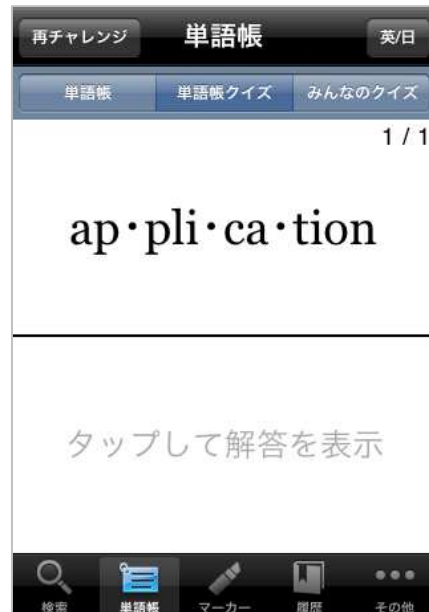 再チャレンジ 単語帳 英/日
単語帳 単語帳クイズ みんなのクイズ
1 / 1
ap·pli·ca·tion
タップして解答を表示
検索 単語帳 マーカー 履歴 その他